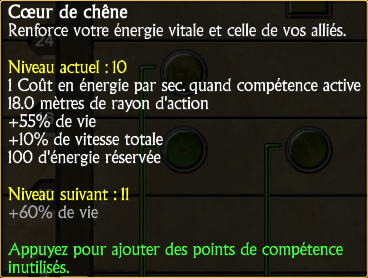 Cœur de chêne
Renforce votre énergie vitale et celle de vos alliés.
Niveau actuel : 10
1 Coût en énergie par sec. quand compétence active
18.0 mètres de rayon d'action
+55% de vie
+10% de vitesse totale
100 d'énergie réservée
Niveau suivant : 11
+60% de vie
Appuyez pour ajouter des points de compétence
inutilisés.